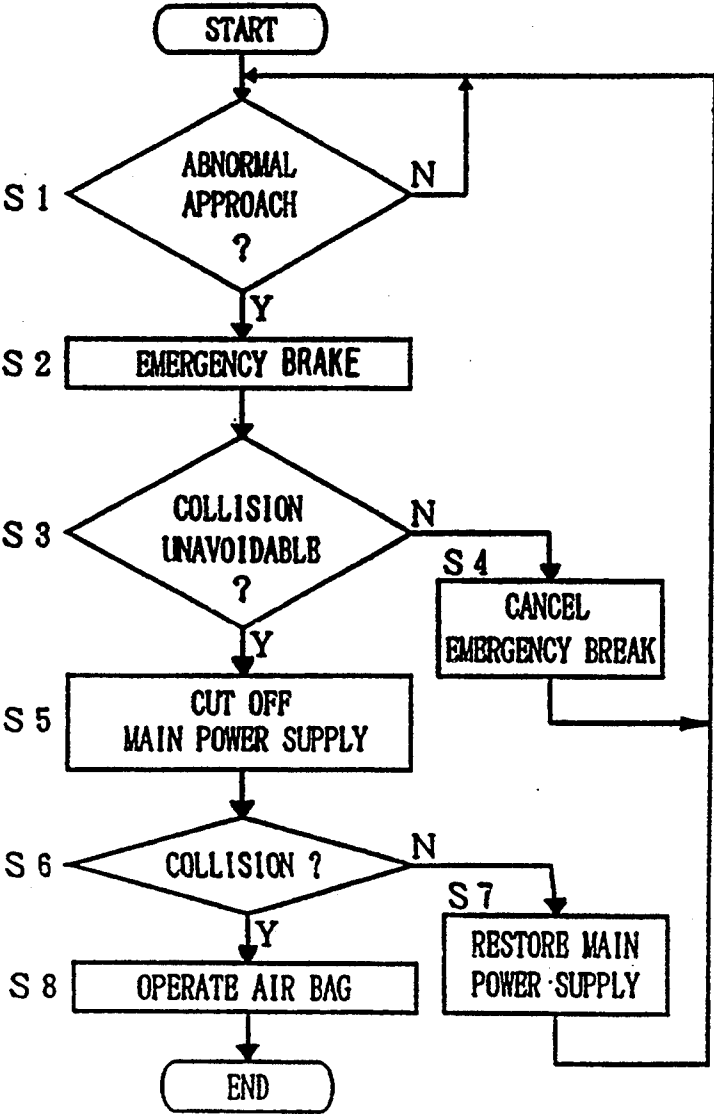 START
ABNORMAL
APPROACH
?
N
S 1
Y
S 2
EMERGENCY BRAKE
COLLISION
UNAVOIDABLE
?
N
S 3
Y
S 4
CANCEL
EMERGENCY BREAK
S 5
CUT OFF
MAIN POWER SUPPLY
S 6
COLLISION ?
N
Y
S 7
RESTORE MAIN
POWER SUPPLY
S 8
OPERATE AIR BAG
END